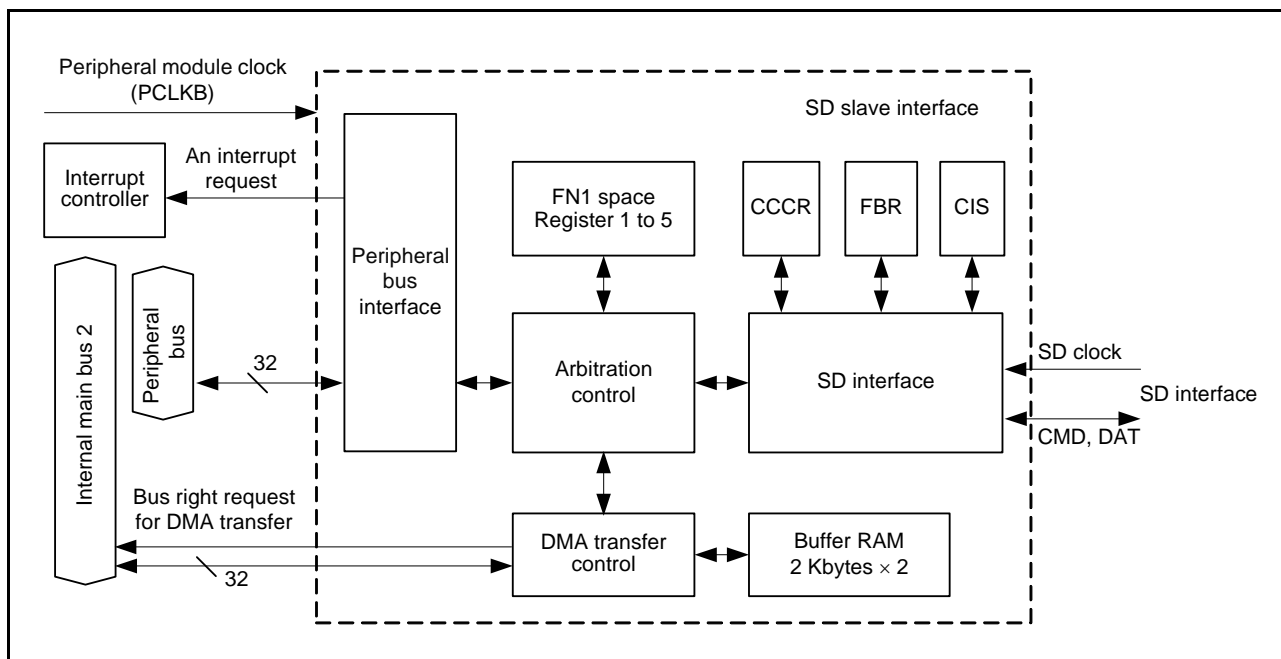 Peripheral module clock
(PCLKB)
SD slave interface
An interrupt
request
Interrupt
controller
FN1 space
Register 1 to 5
CCCR
FBR
CIS
Peripheral
bus
interface
Internal main bus 2
Peripheral
bus
32
Arbitration
control
SD interface
SD clock
SD interface
CMD, DAT
Bus right request
for DMA transfer
32
DMA transfer
control
Buffer RAM
2 Kbytes × 2